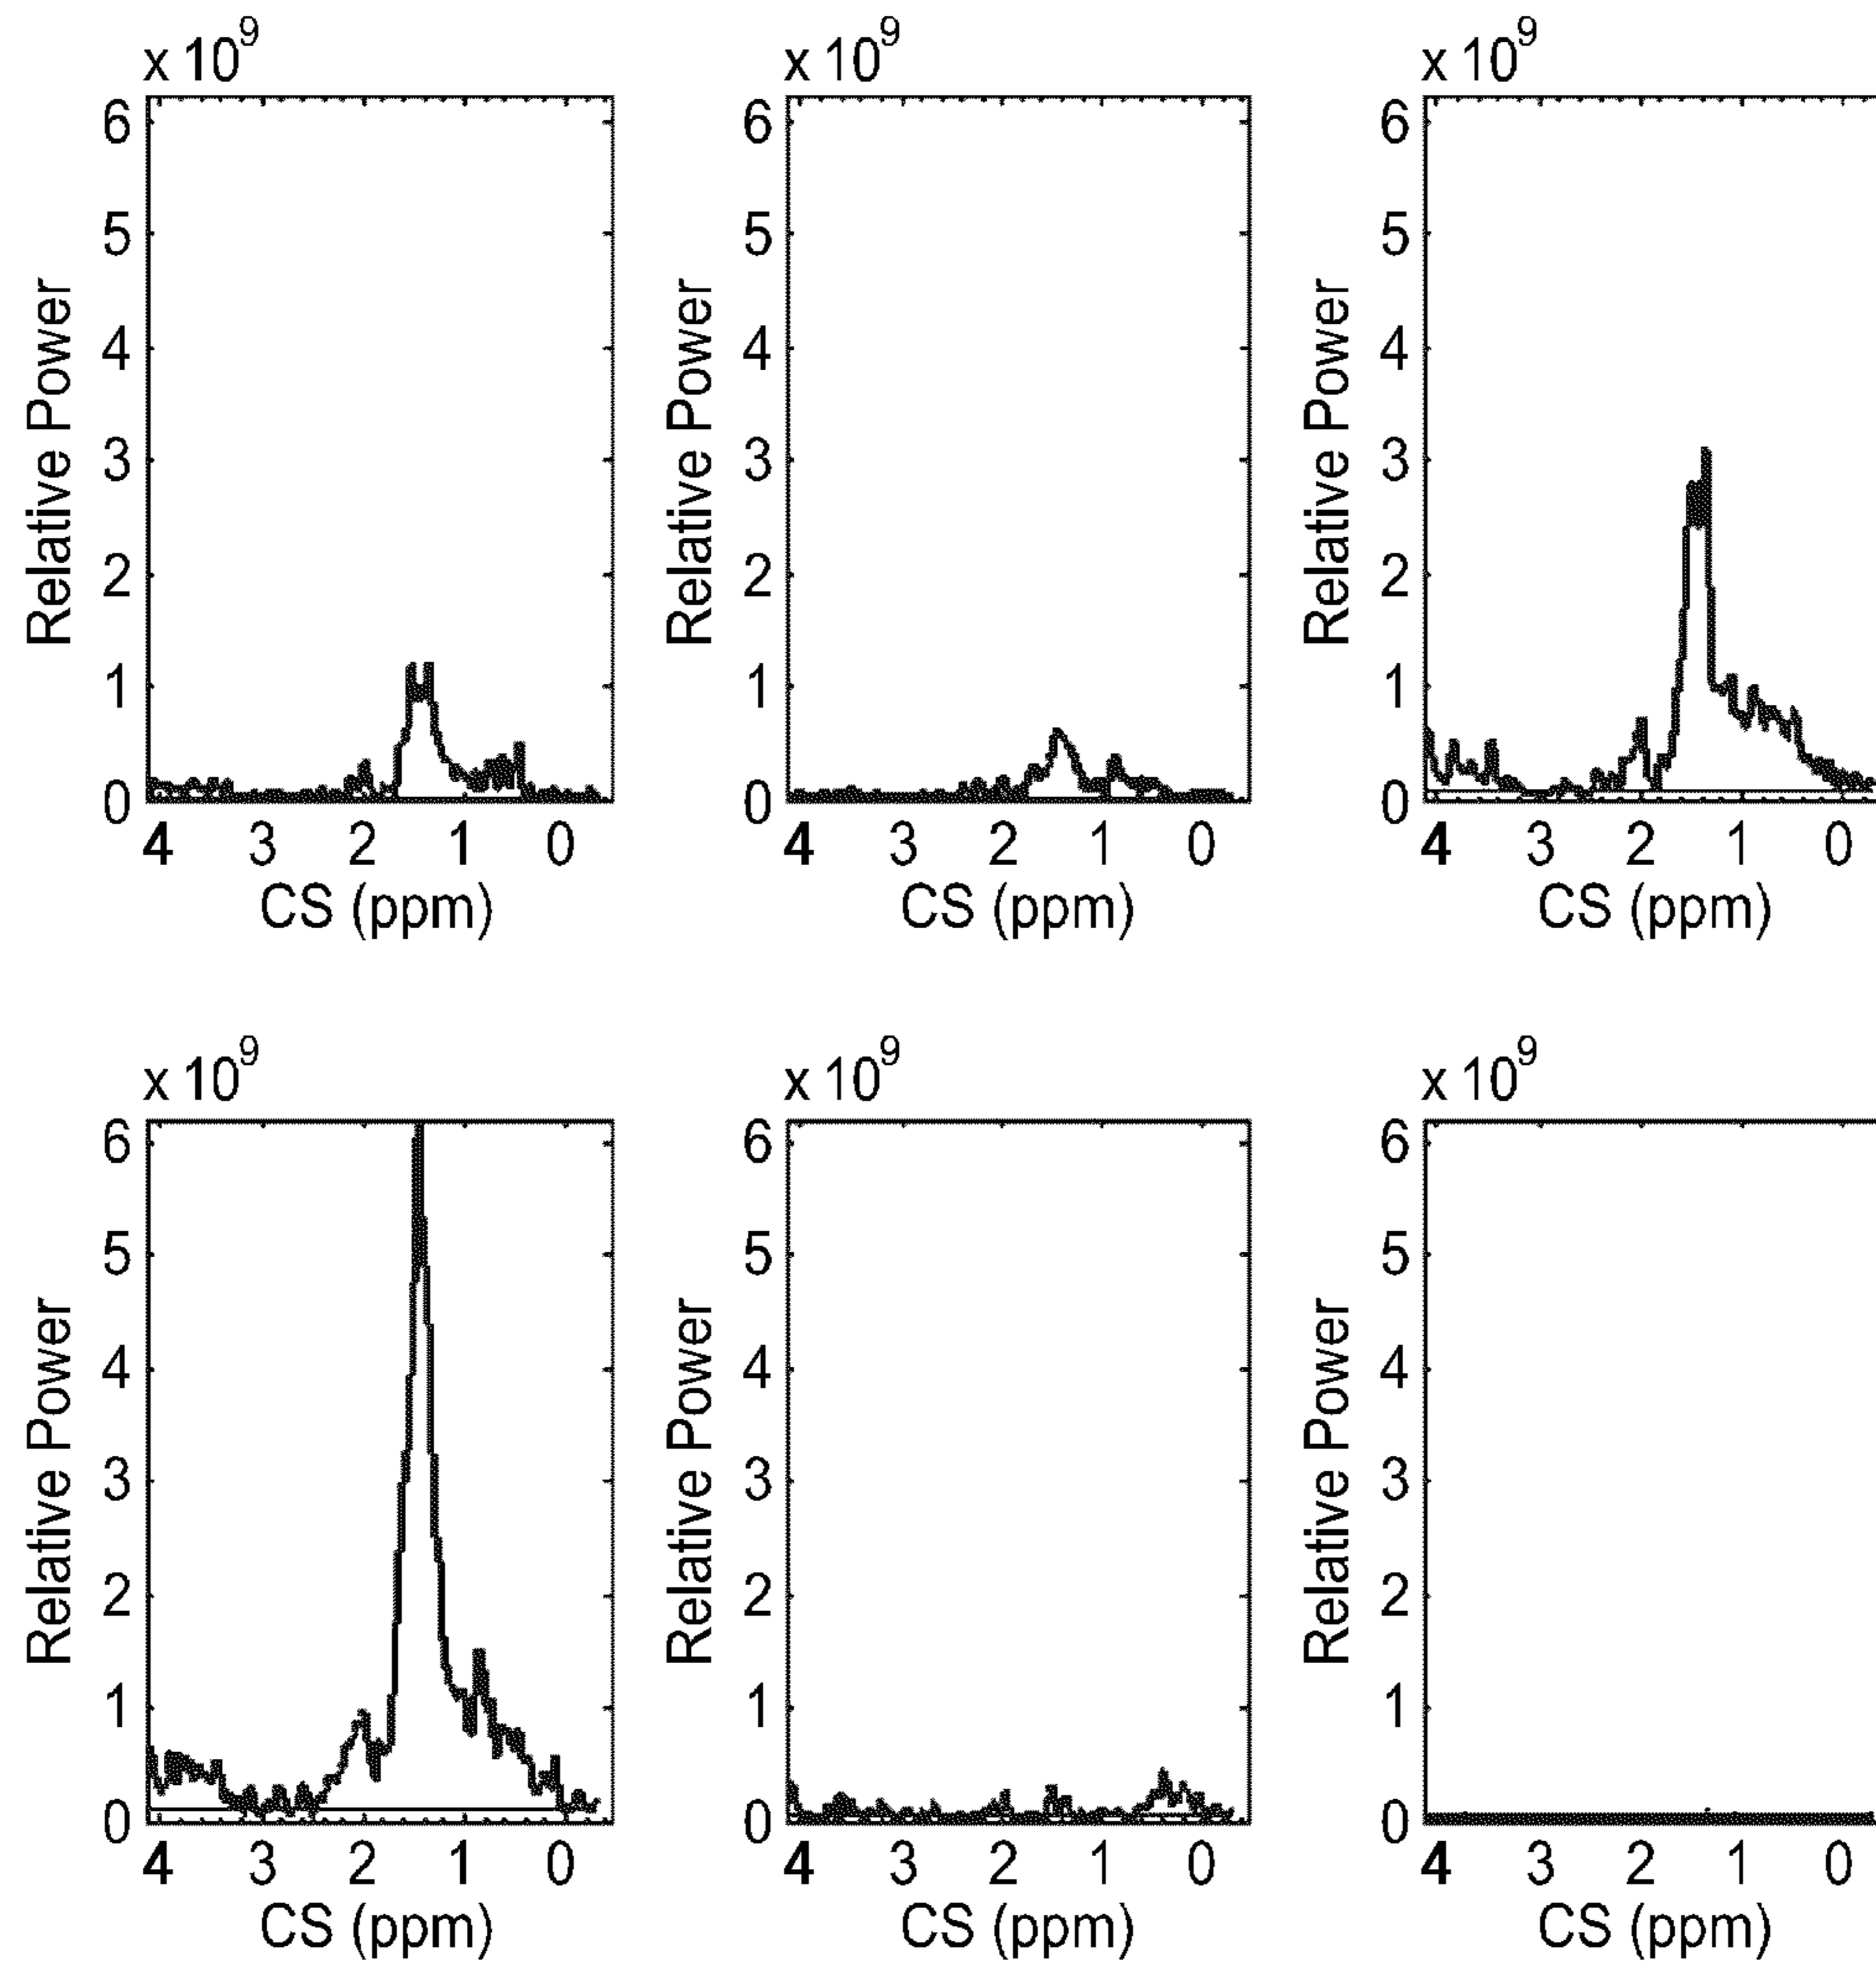 x 10^9 x 10^9 x 10^9
6 6 6
5 5 5
4 4 4
3 3 3
2 2 2
1 1 1
0 0 0
Relative Power Relative Power Relative Power
4 3 2 1 0 4 3 2 1 0 4 3 2 1 0
CS (ppm) CS (ppm) CS (ppm)
x 10^9 x 10^9 x 10^9
6 6 6
5 5 5
4 4 4
3 3 3
2 2 2
1 1 1
0 0 0
Relative Power Relative Power Relative Power
4 3 2 1 0 4 3 2 1 0 4 3 2 1 0
CS (ppm) CS (ppm) CS (ppm)